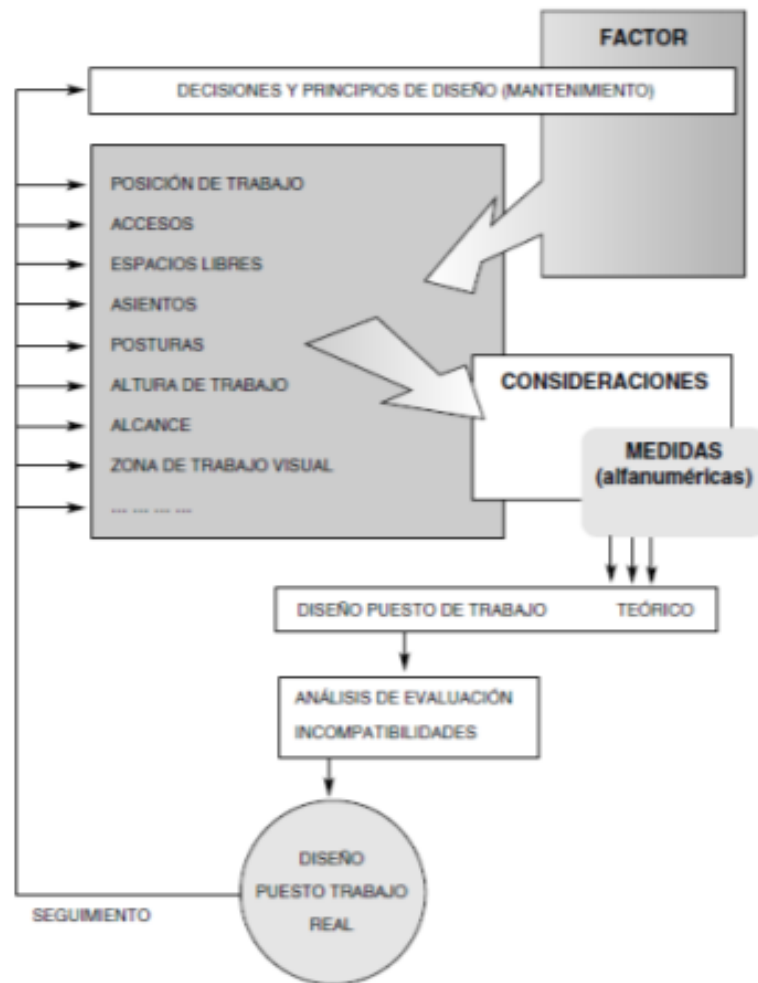 FACTOR
DECISIONES Y PRINCIPIOS DE DISEÑO (MANTENIMIENTO)
POSICIÓN DE TRABAJO
ACCESOS
ESPACIOS LIBRES
ASIENTOS
POSTURAS
ALTURA DE TRABAJO
ALCANCE
ZONA DE TRABAJO VISUAL
... ... ... ...
CONSIDERACIONES
MEDIDAS
(alfanuméricas)
DISEÑO PUESTO DE TRABAJO TEÓRICO
ANÁLISIS DE EVALUACIÓN
INCOMPATIBILIDADES
DISEÑO
PUESTO TRABAJO
REAL
SEGUIMIENTO